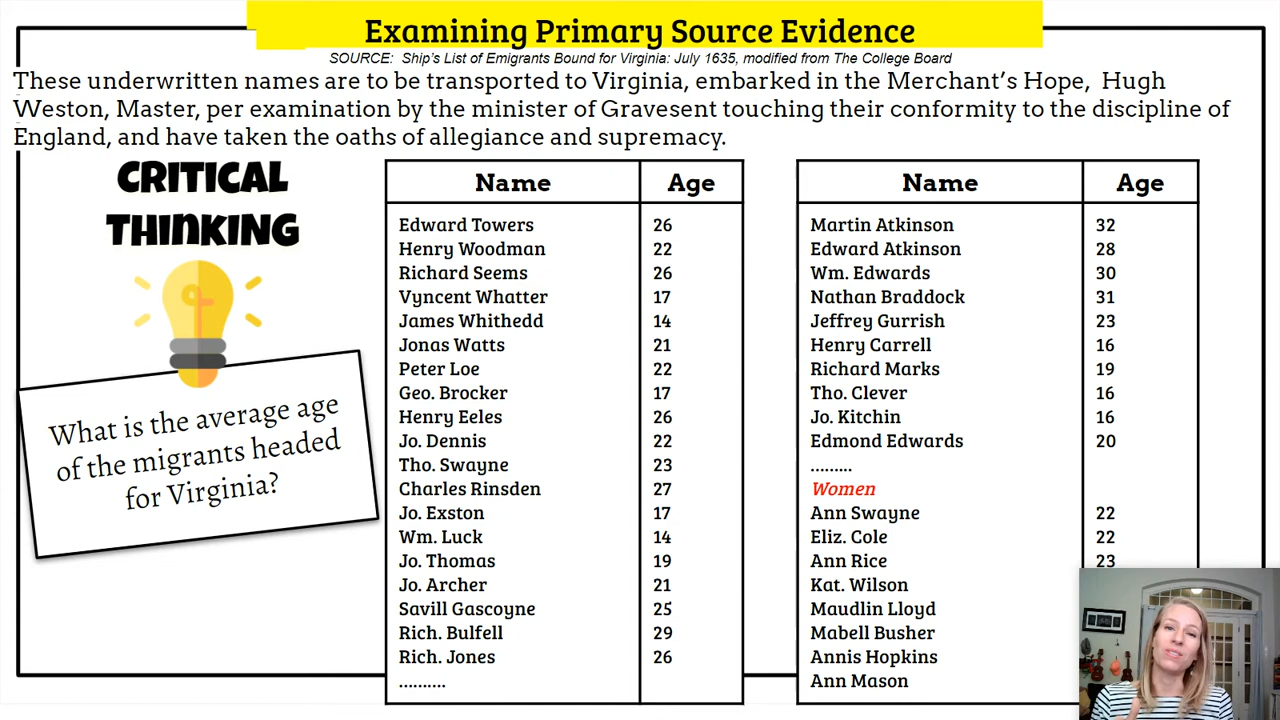 Examining Primary Source Evidence
SOURCE: Ship's List of Emigrants Bound for Virginia: July 1635, modified from The College Board
These underwritten names are to be transported to Virginia, embarked in the Merchant's Hope, Hugh
Weston, Master, per examination by the minister of Gravesent touching their conformity to the discipline of
England, and have taken the oaths of allegiance and supremacy.
CRITICAL
THINKING
What is the average age
of the migrants headed
for Virginia?
Name Age
Edward Towers 26
Henry Woodman 22
Richard Seems 26
Vyncent Whatter 17
James Whithedd 14
Jonas Watts 21
Peter Loe 22
Geo. Brocker 17
Henry Eeles 26
Jo. Dennis 22
Tho. Swayne 23
Charles Rinsden 27
Jo. Exston 17
Wm. Luck 14
Jo. Thomas 19
Jo. Archer 21
Savill Gascoyne 25
Rich. Bulfell 29
Rich. Jones 26
..........
Name Age
Martin Atkinson 32
Edward Atkinson 28
Wm. Edwards 30
Nathan Braddock 31
Jeffrey Gurrish 23
Henry Carrell 16
Richard Marks 19
Tho. Clever 16
Jo. Kitchin 16
Edmond Edwards 20
.........
Women
Ann Swayne 22
Eliz. Cole 22
Ann Rice 23
Kat. Wilson
Maudlin Lloyd
Mabell Busher
Annis Hopkins
Ann Mason